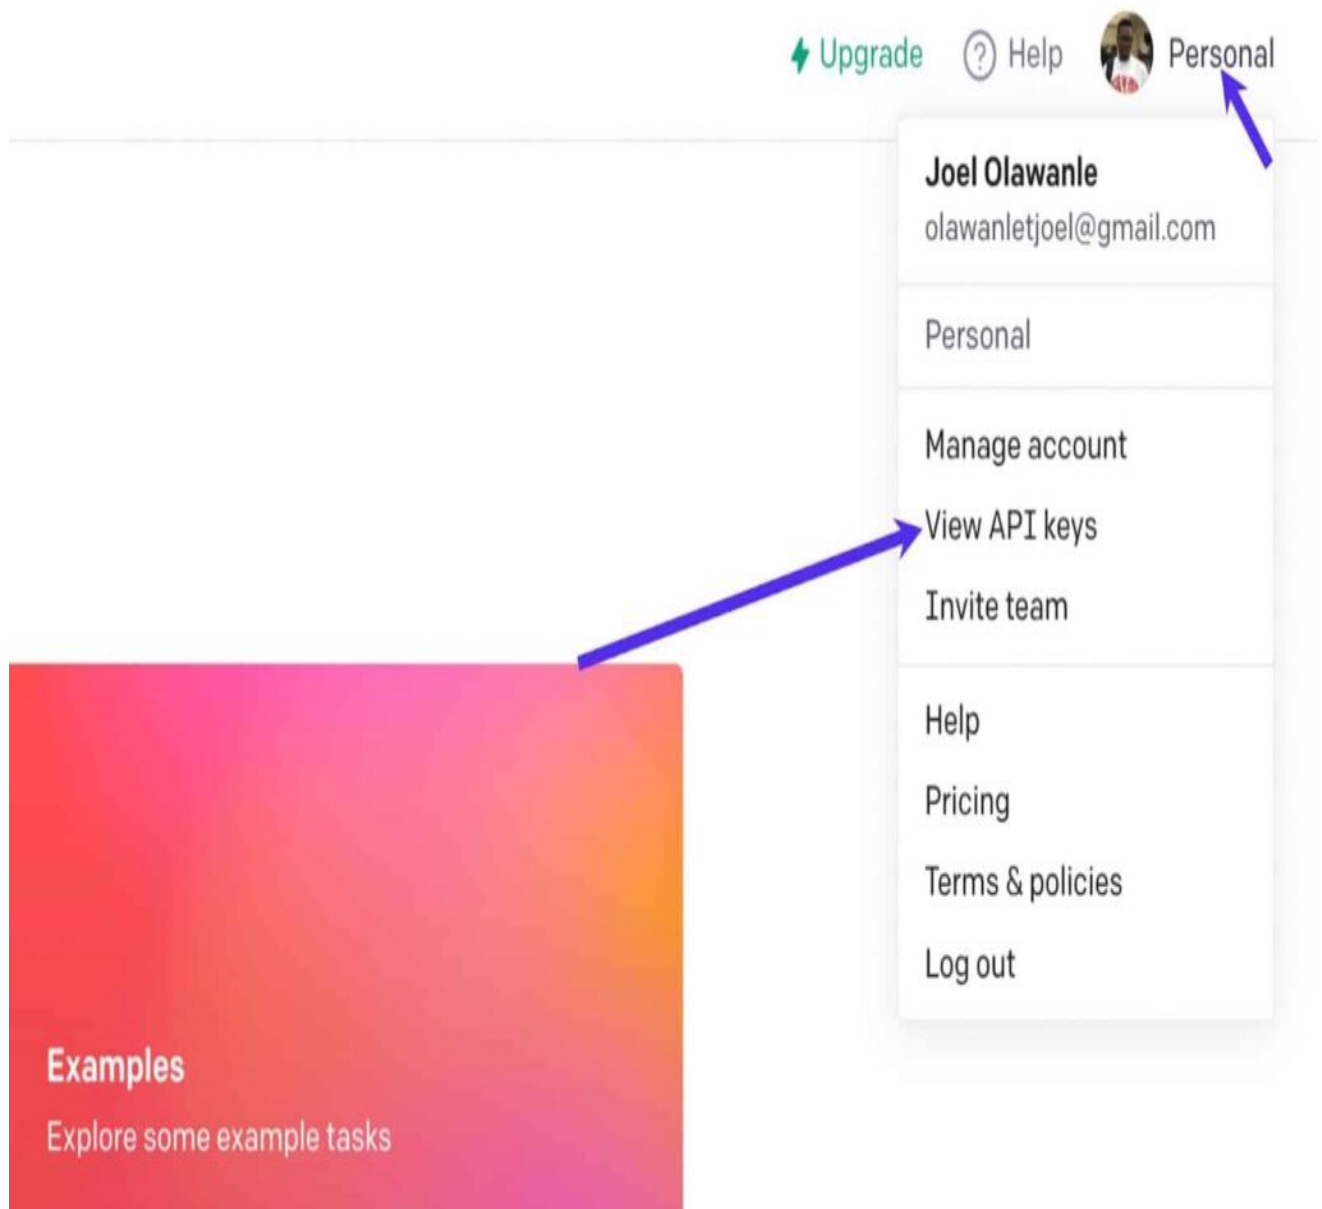 Upgrade
Help
Personal
Joel Olawanle
olawanletjoel@gmail.com
Personal
Manage account
View API keys
Invite team
Help
Pricing
Terms & policies
Log out
Examples
Explore some example tasks